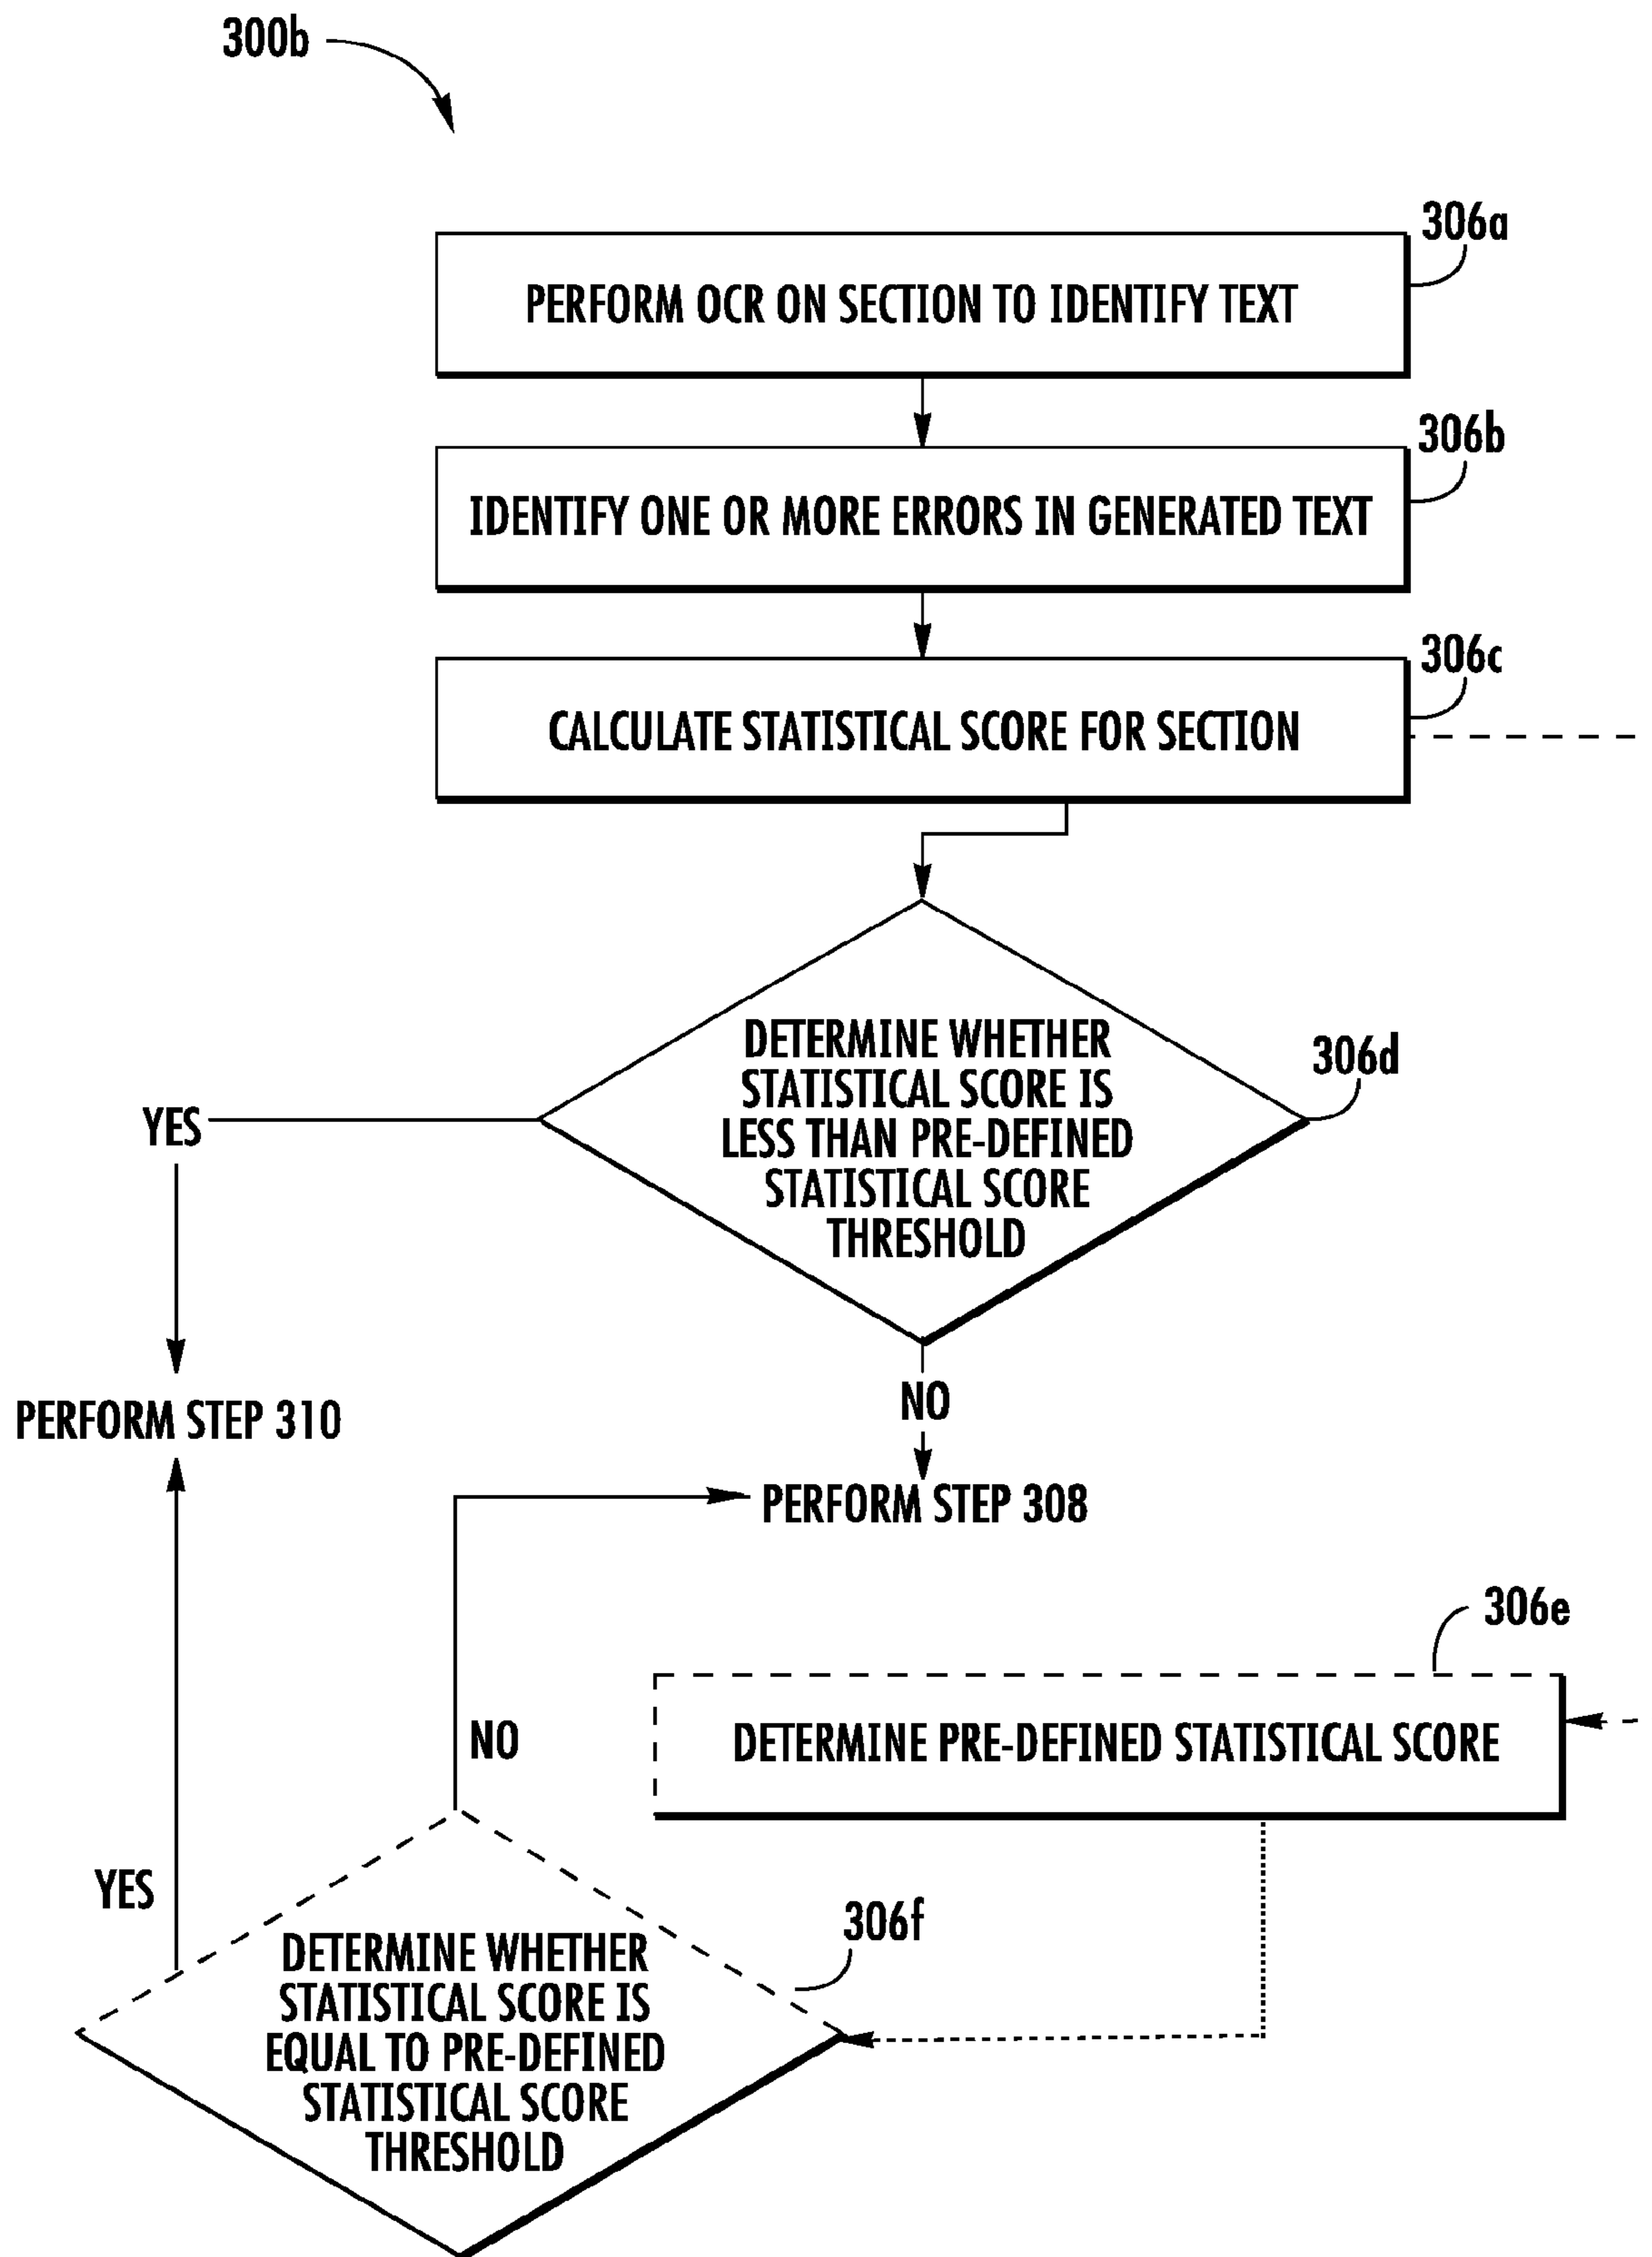 300b
306a
PERFORM OCR ON SECTION TO IDENTIFY TEXT
306b
IDENTIFY ONE OR MORE ERRORS IN GENERATED TEXT
306c
CALCULATE STATISTICAL SCORE FOR SECTION
306d
DETERMINE WHETHER
STATISTICAL SCORE IS
LESS THAN PRE-DEFINED
STATISTICAL SCORE
THRESHOLD
YES
NO
PERFORM STEP 310
PERFORM STEP 308
306e
DETERMINE PRE-DEFINED STATISTICAL SCORE
NO
YES
306f
DETERMINE WHETHER
STATISTICAL SCORE IS
EQUAL TO PRE-DEFINED
STATISTICAL SCORE
THRESHOLD